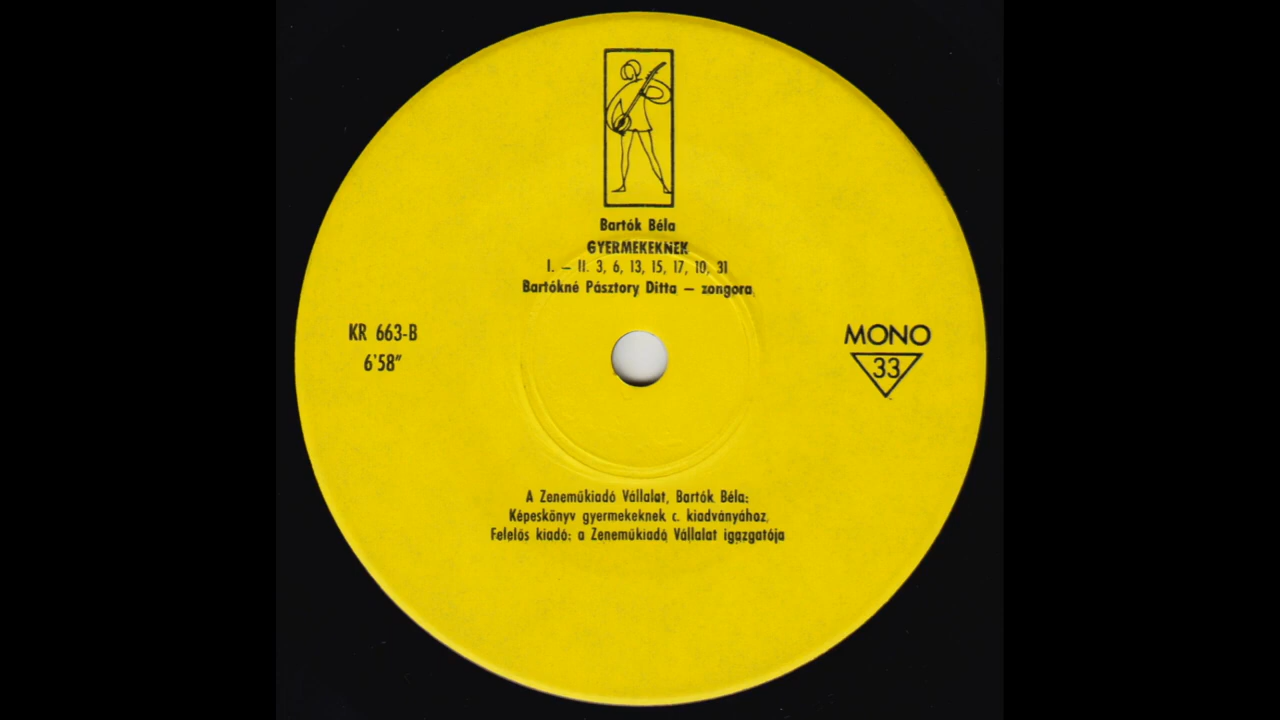 Bartók Béla
GYERMEKEKNEK
I. – II. 3, 6, 13, 15, 17, 10, 31
Bartókné Pásztory Ditta – zongora
KR 663-B
6'58"
MONO
33
A Zeneműkiadó Vállalat, Bartók Béla:
Képeskönyv gyermekeknek c. kiadványához,
Felelős kiadó: a Zeneműkiadó Vállalat igazgatója